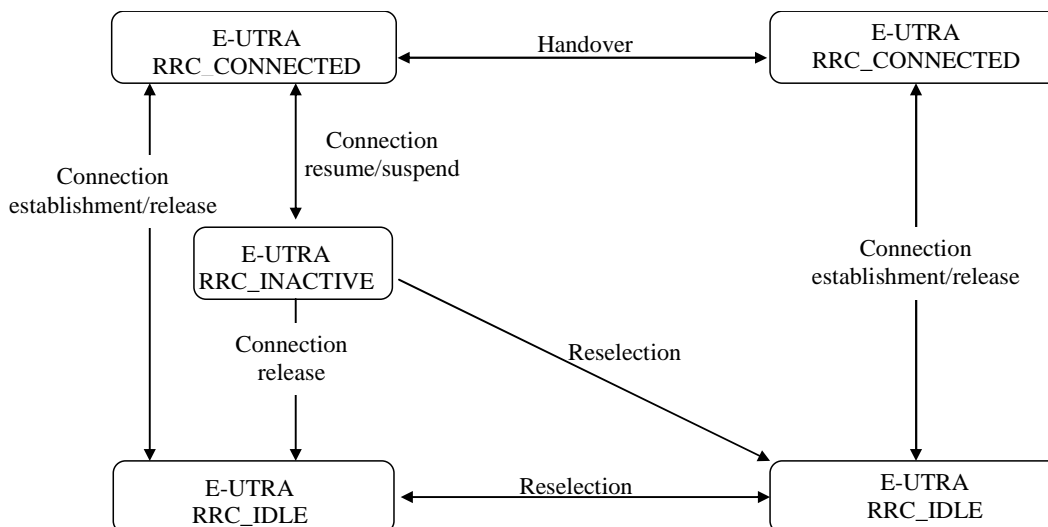 E-UTRA
RRC_CONNECTED
Handover
E-UTRA
RRC_CONNECTED
Connection
resume/suspend
Connection
establishment/release
E-UTRA
RRC_INACTIVE
Connection
establishment/release
Connection
release
Reselection
E-UTRA
RRC_IDLE
Reselection
E-UTRA
RRC_IDLE